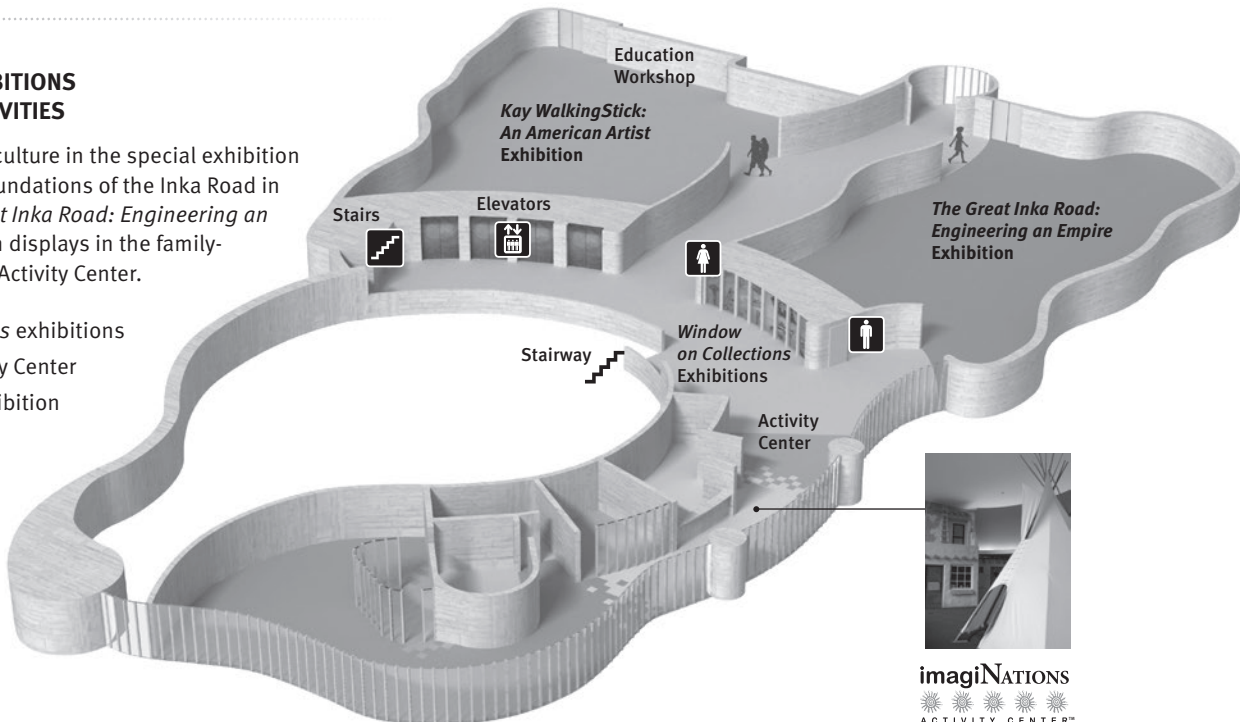 BITIONS
VITIES
culture in the special exhibition
undations of the Inka Road in
t Inka Road: Engineering an
displays in the family-
Activity Center.
s exhibitions
y Center
ibition
Education
Workshop
Kay WalkingStick:
An American Artist
Exhibition
Stairs
Elevators
The Great Inka Road:
Engineering an Empire
Exhibition
Stairway
Window
on Collections
Exhibitions
Activity
Center
imagiNATIONS
ACTIVITY CENTER™